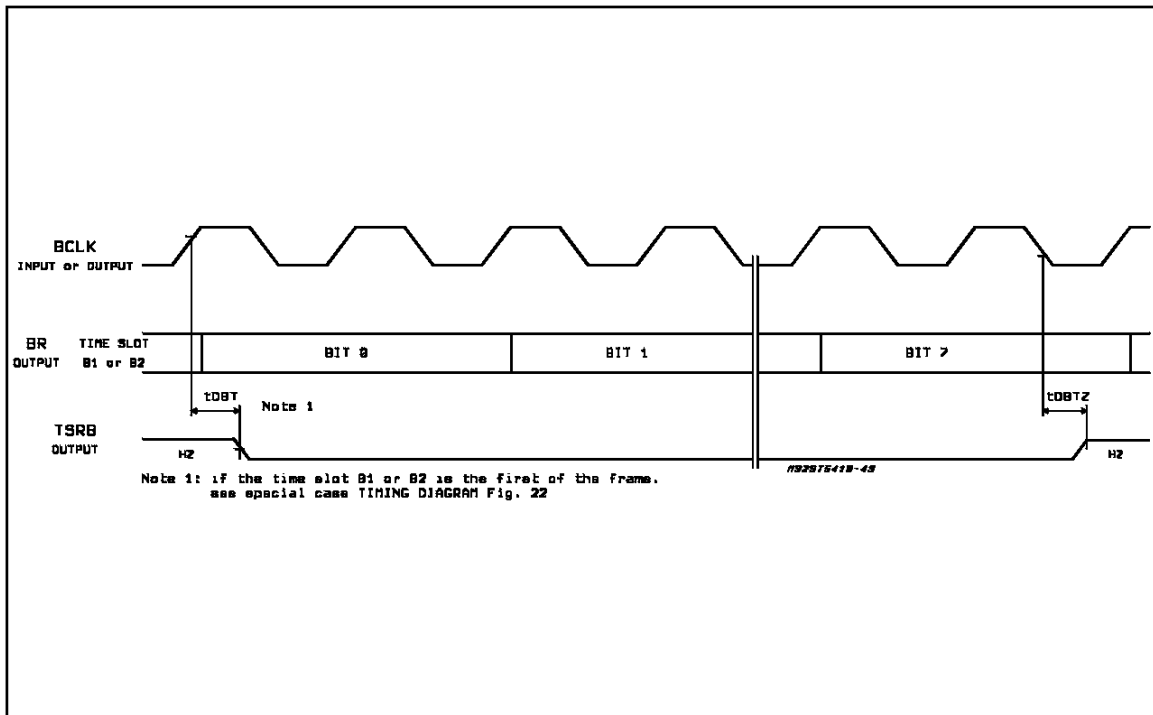 BCLK
INPUT or OUTPUT
BR TIME SLOT
OUTPUT B1 or B2
BIT 0
BIT 1
BIT 7
tDBT
Note 1
tDBTZ
TSRB
OUTPUT
HZ
HZ
Note 1: if the time slot B1 or B2 is the first of the frame.
see special case TIMING DIAGRAM Fig. 22